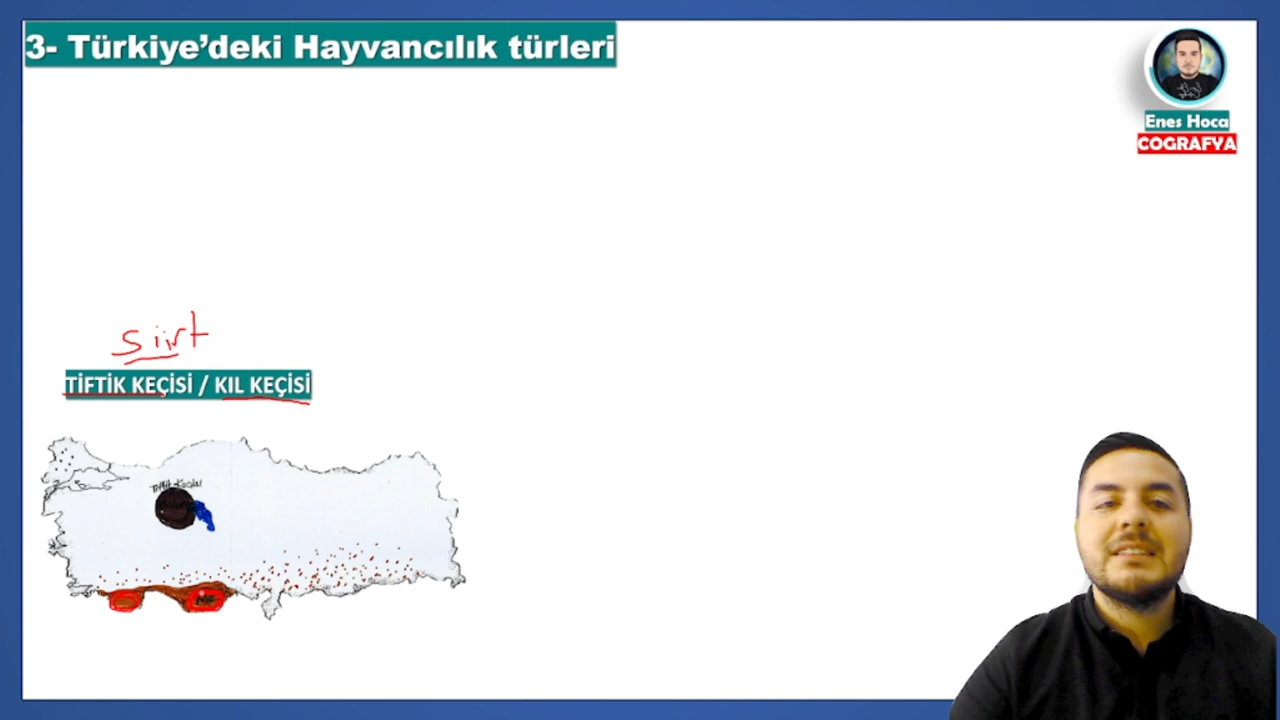 3- Türkiye’deki Hayvancılık türleri
Enes Hoca
COGRAFYA
siirt
TİFTİK KEÇİSİ / KIL KEÇİSİ